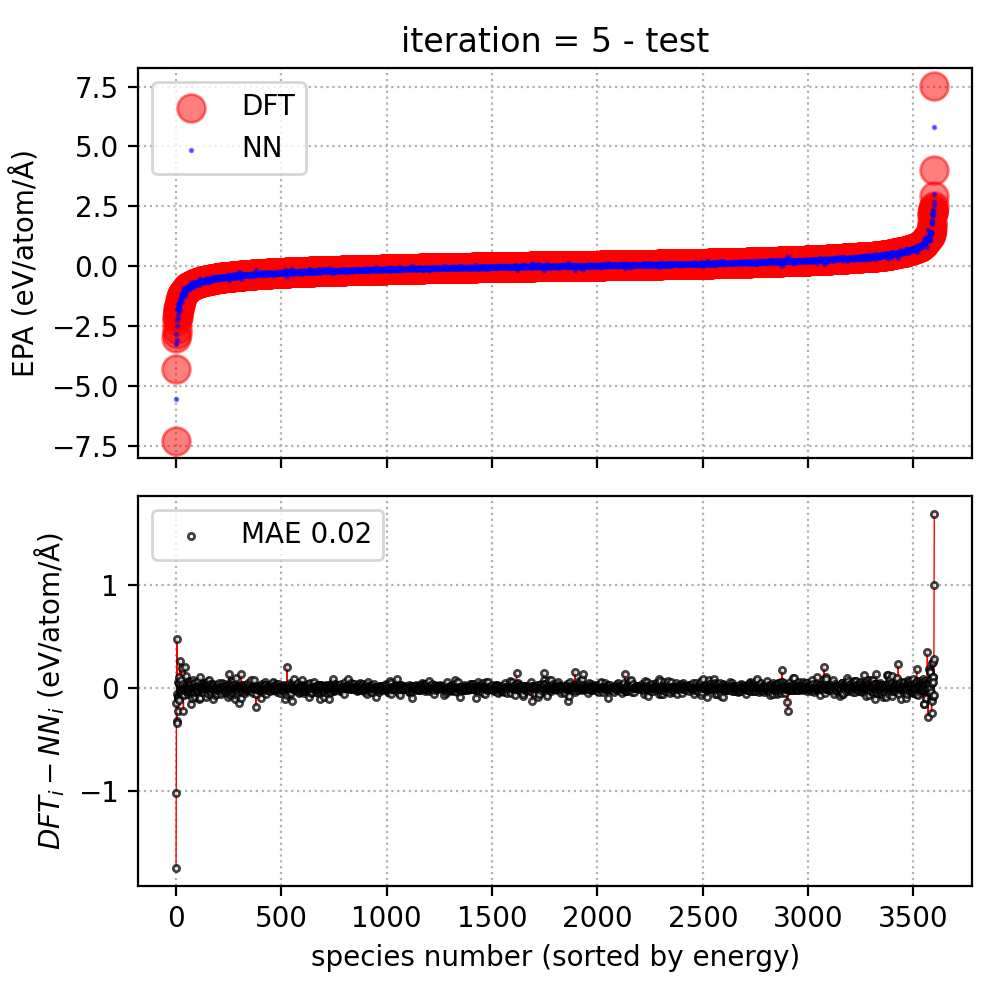 iteration = 5 - test
EPA (eV/atom/Å)
7.5
5.0
2.5
0.0
−2.5
−5.0
−7.5
DFT
NN
DFTᵢ − NNᵢ (eV/atom/Å)
1
0
−1
MAE 0.02
0 500 1000 1500 2000 2500 3000 3500
species number (sorted by energy)